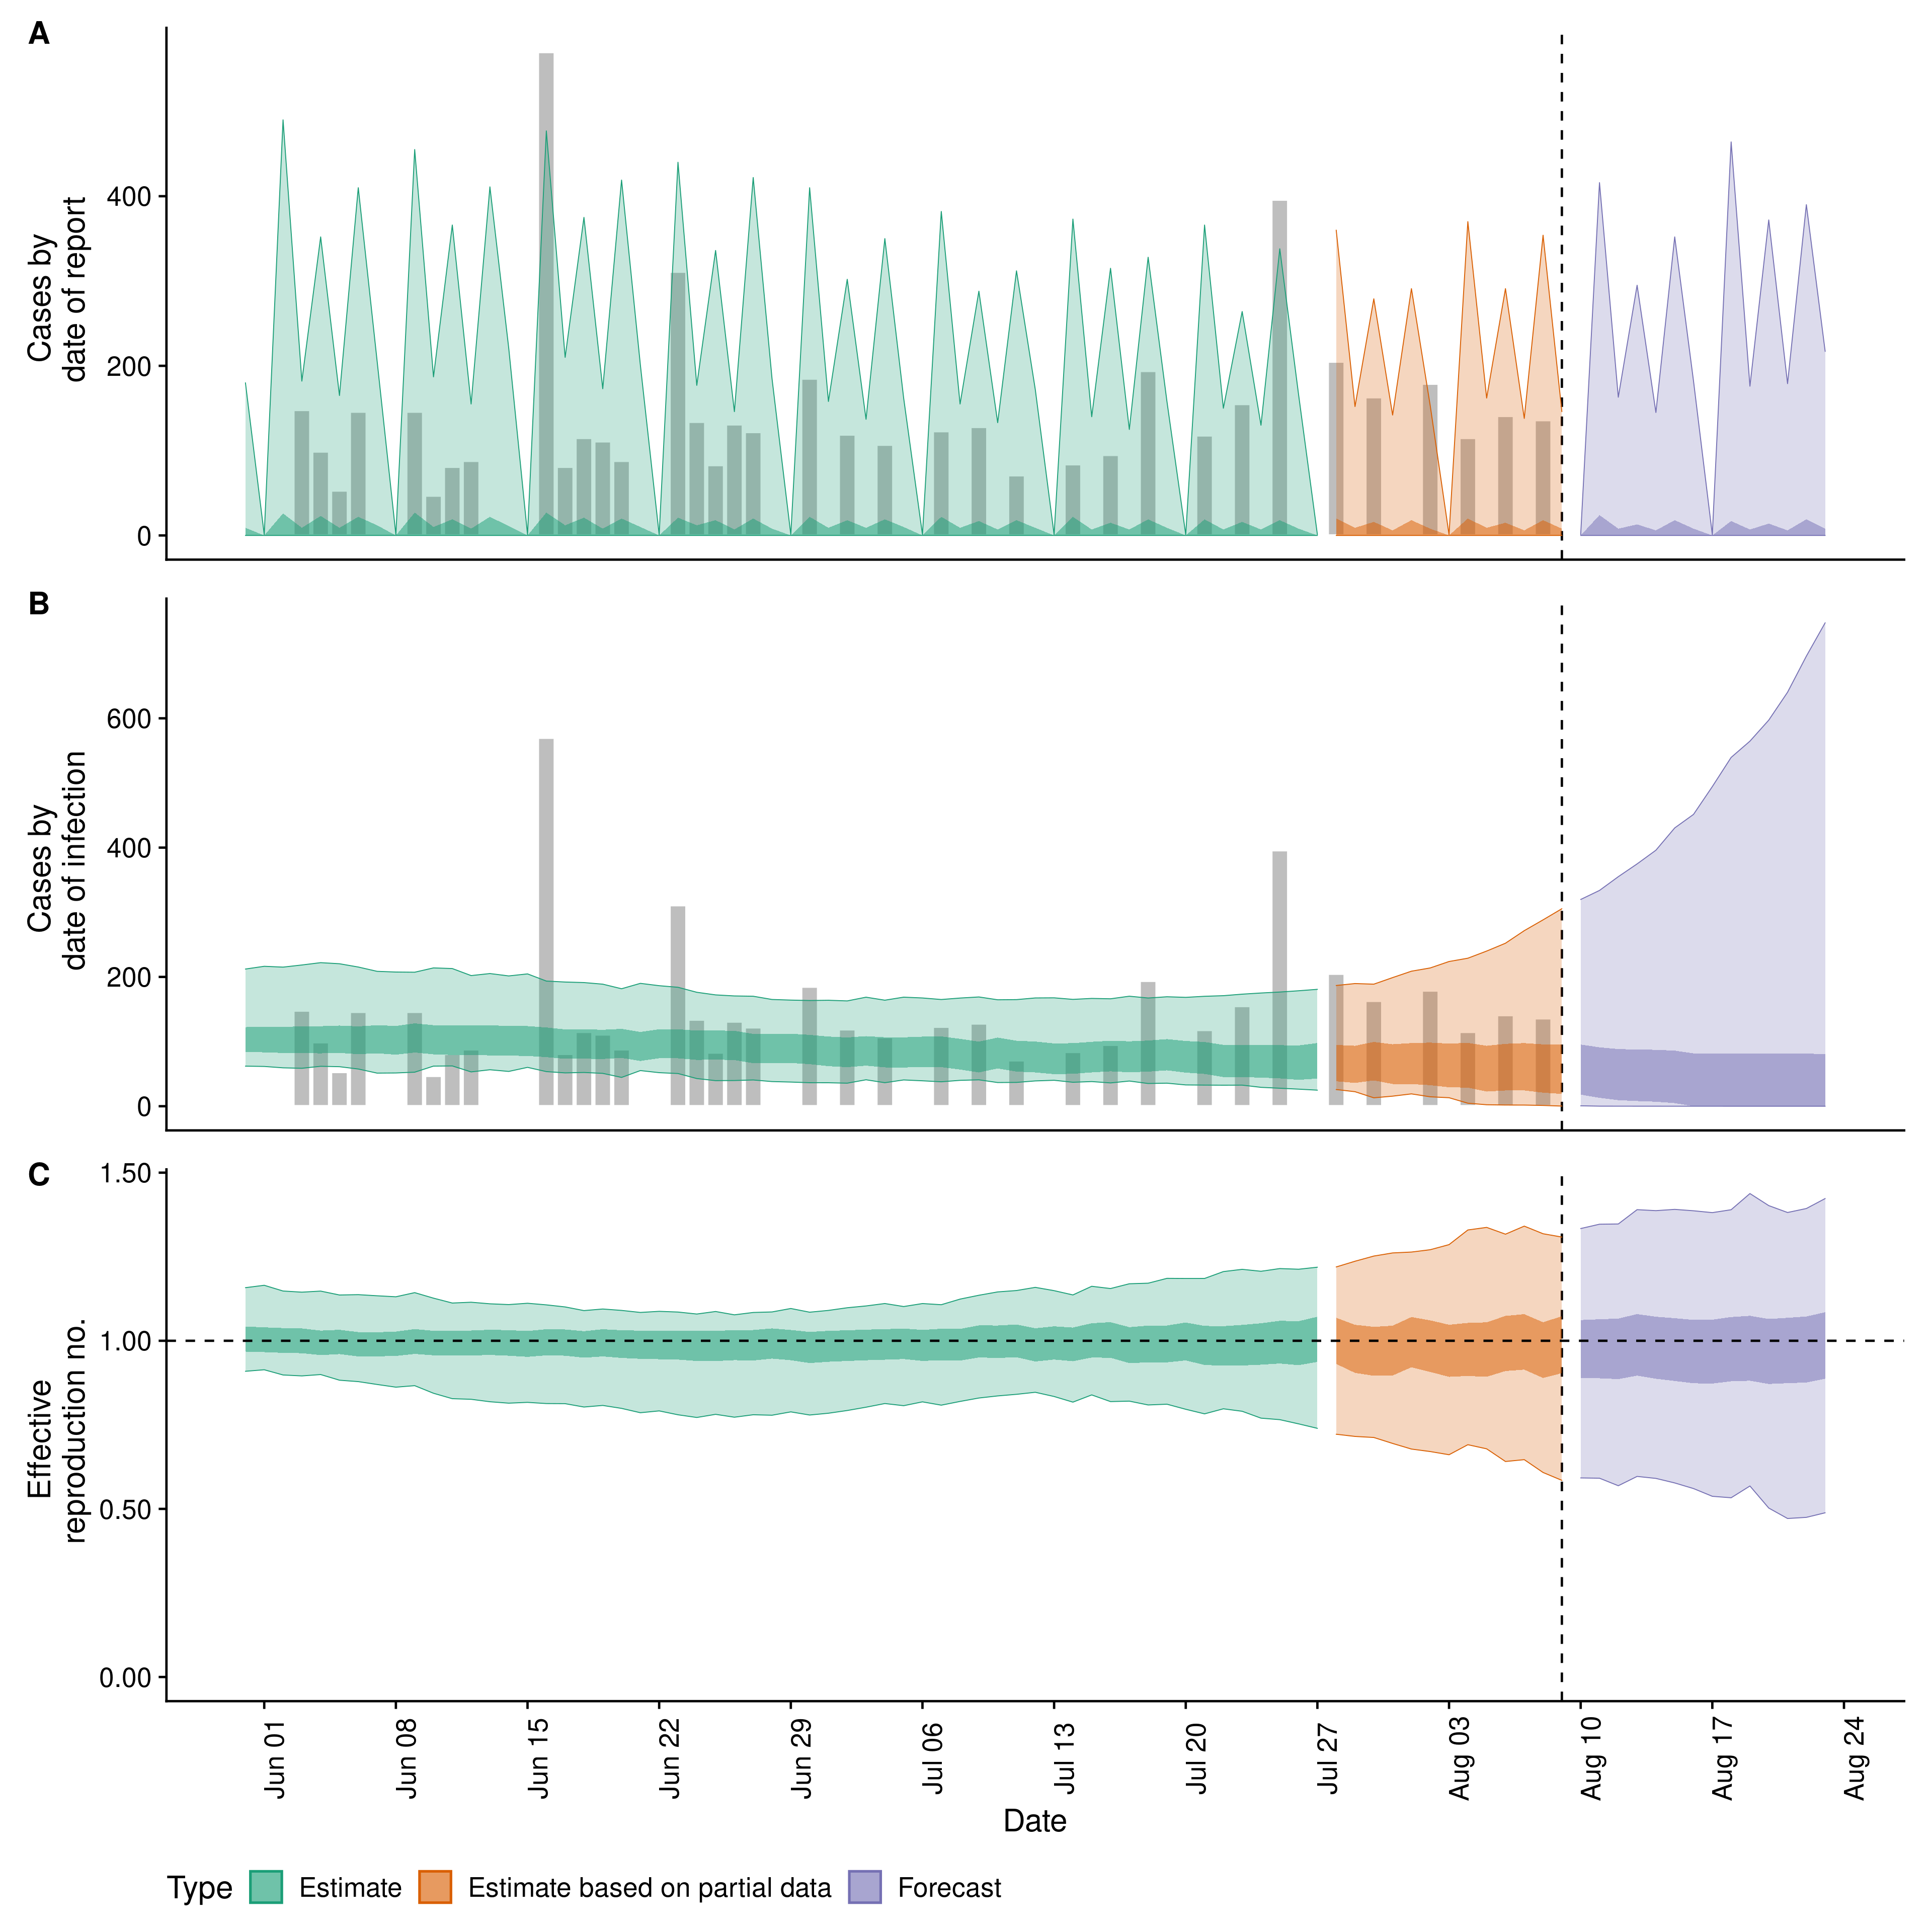 A
Cases by
date of report
400
200
0
B
Cases by
date of infection
600
400
200
0
C
Effective
reproduction no.
1.50
1.00
0.50
0.00
Jun 01
Jun 08
Jun 15
Jun 22
Jun 29
Jul 06
Jul 13
Jul 20
Jul 27
Aug 03
Aug 10
Aug 17
Aug 24
Date
Type
Estimate
Estimate based on partial data
Forecast